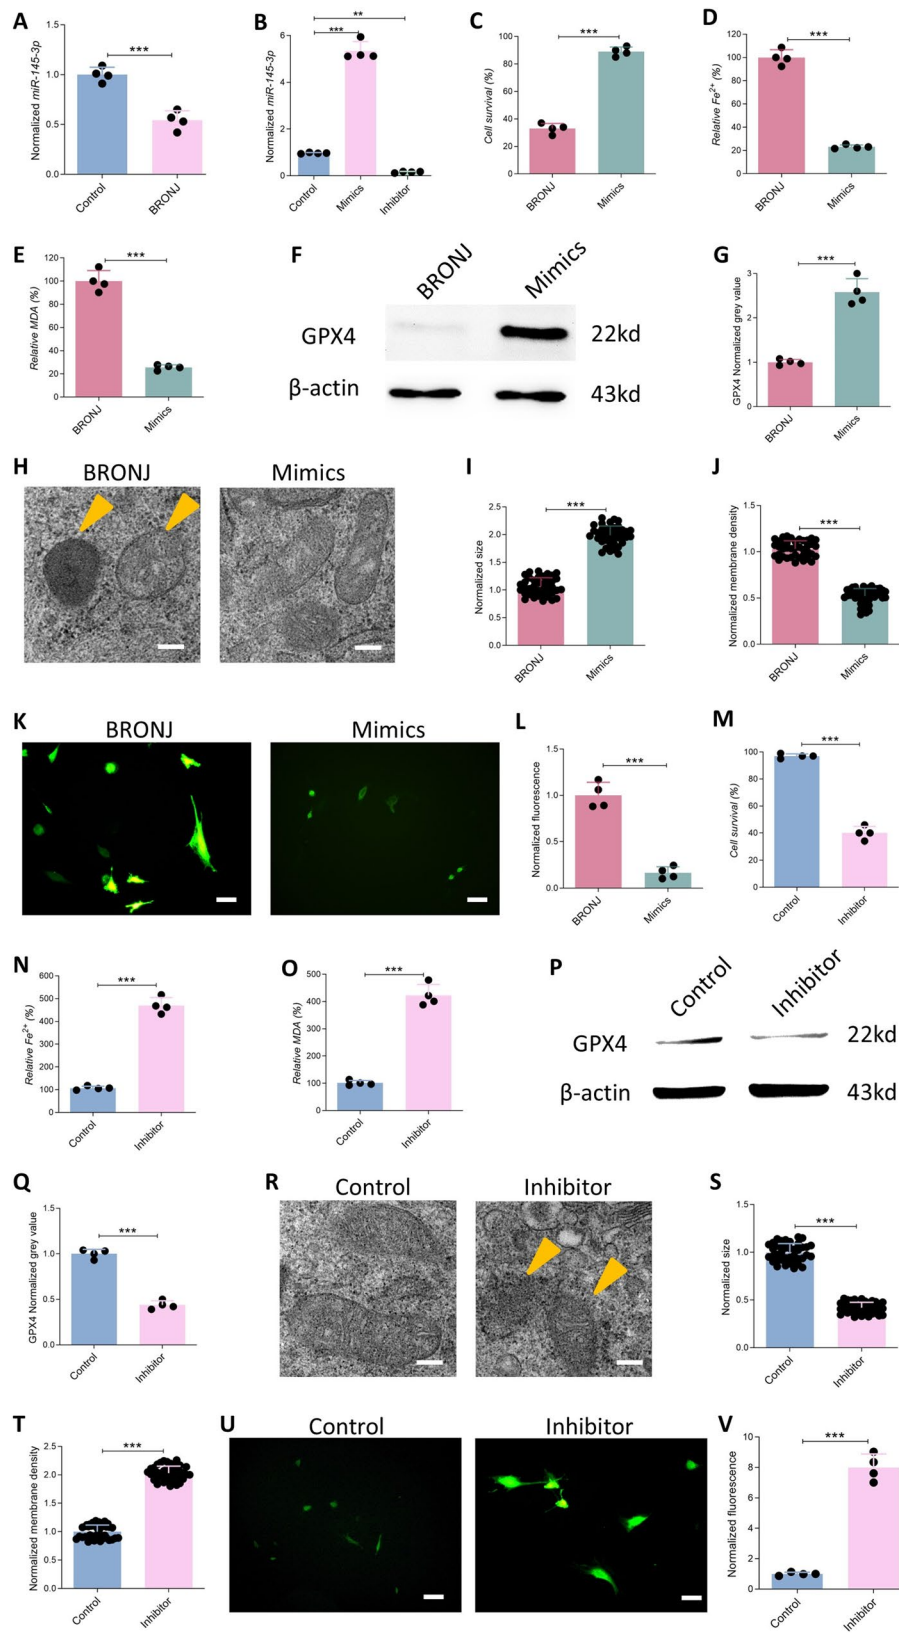 A
Normalized miR-145-3p
1.5
1.0
0.5
0.0
***
Control
BRONJ
B
Normalized miR-145-3p
6
4
2
0
**
***
Control
Mimics
Inhibitor
C
Cell survival (%)
100
80
60
40
20
0
***
BRONJ
Mimics
D
Relative Fe²⁺ (%)
120
100
80
60
40
20
0
***
BRONJ
Mimics
E
Relative MDA (%)
120
100
80
60
40
20
0
***
BRONJ
Mimics
F
BRONJ
Mimics
GPX4
22kd
β-actin
43kd
G
GPX4 Normalized grey value
3
2
1
0
***
BRONJ
Mimics
H
BRONJ
Mimics
I
Normalized size
2.5
2.0
1.5
1.0
0.5
0.0
***
BRONJ
Mimics
J
Normalized membrane density
1.5
1.0
0.5
0.0
***
BRONJ
Mimics
K
BRONJ
Mimics
L
Normalized fluorescence
1.5
1.0
0.5
0.0
***
BRONJ
Mimics
M
Cell survival (%)
100
80
60
40
20
0
***
Control
Inhibitor
N
Relative Fe²⁺ (%)
600
500
400
300
200
100
0
***
Control
Inhibitor
O
Relative MDA (%)
500
400
300
200
100
0
***
Control
Inhibitor
P
Control
Inhibitor
GPX4
22kd
β-actin
43kd
Q
GPX4 Normalized grey value
1.5
1.0
0.5
0.0
***
Control
Inhibitor
R
Control
Inhibitor
S
Normalized size
1.5
1.0
0.5
0.0
***
Control
Inhibitor
T
Normalized membrane density
2.5
2.0
1.5
1.0
0.5
0.0
***
Control
Inhibitor
U
Control
Inhibitor
V
Normalized fluorescence
10
8
6
4
2
0
***
Control
Inhibitor